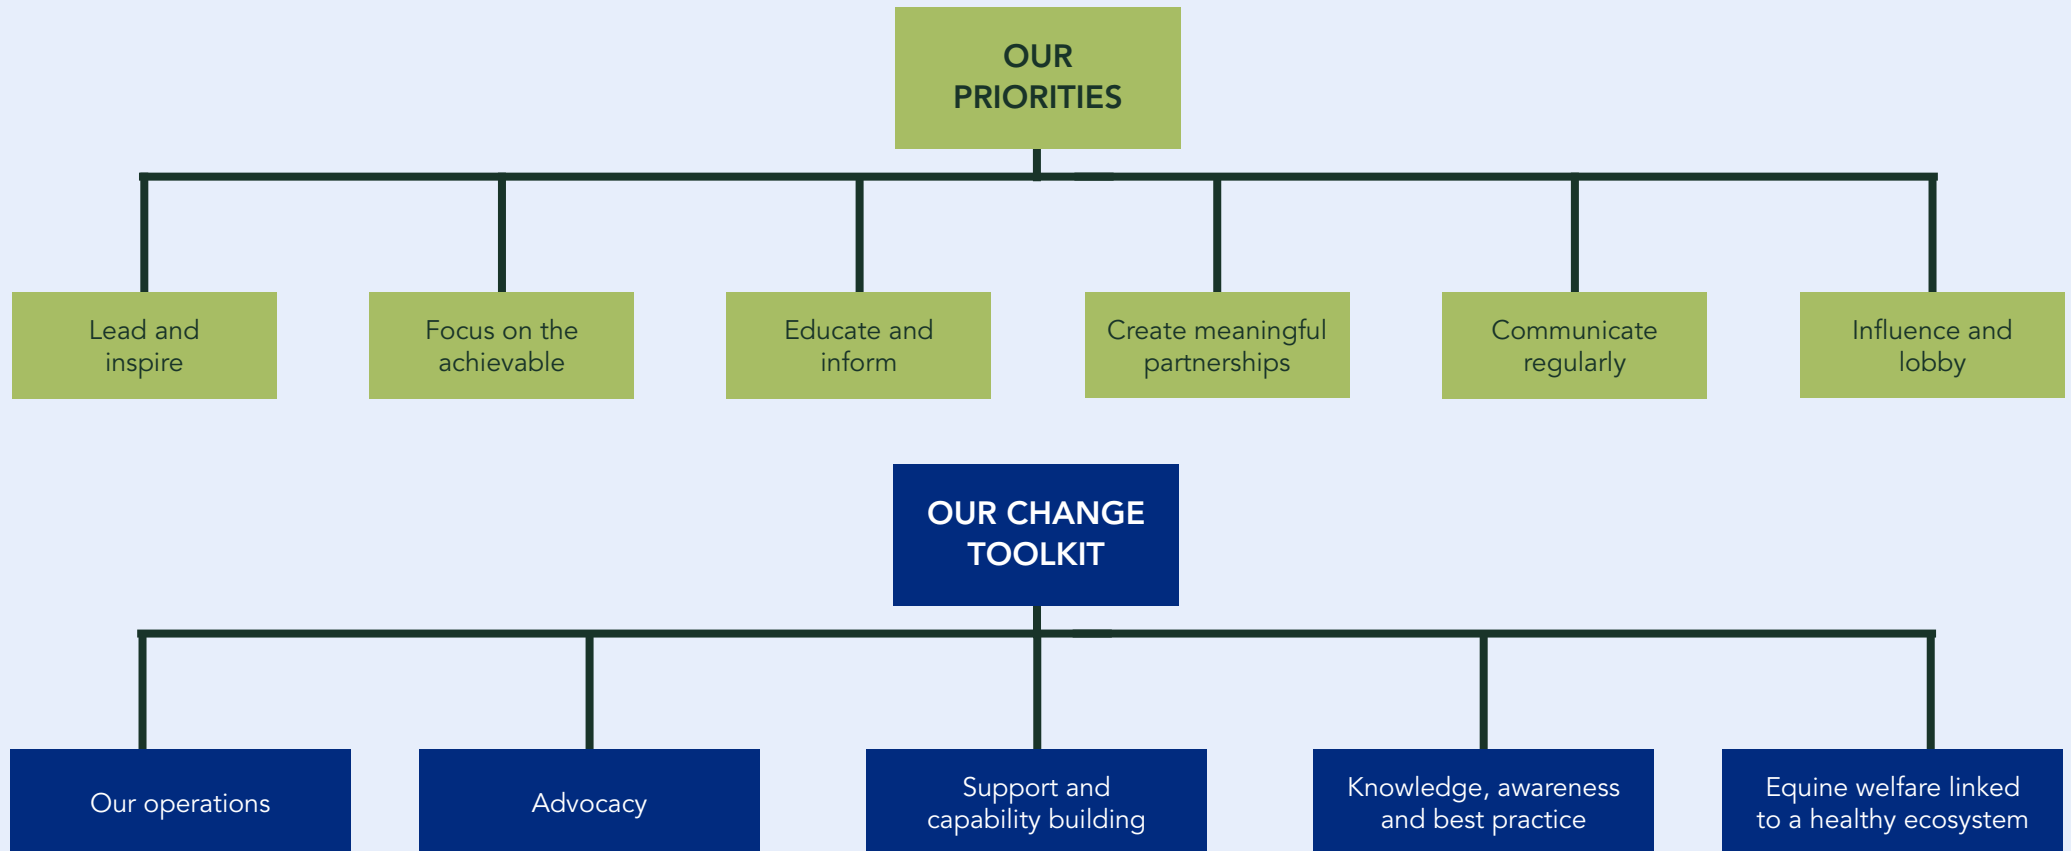 OUR
PRIORITIES
Lead and
inspire
Focus on the
achievable
Educate and
inform
Create meaningful
partnerships
Communicate
regularly
Influence and
lobby
OUR CHANGE
TOOLKIT
Our operations
Advocacy
Support and
capability building
Knowledge, awareness
and best practice
Equine welfare linked
to a healthy ecosystem